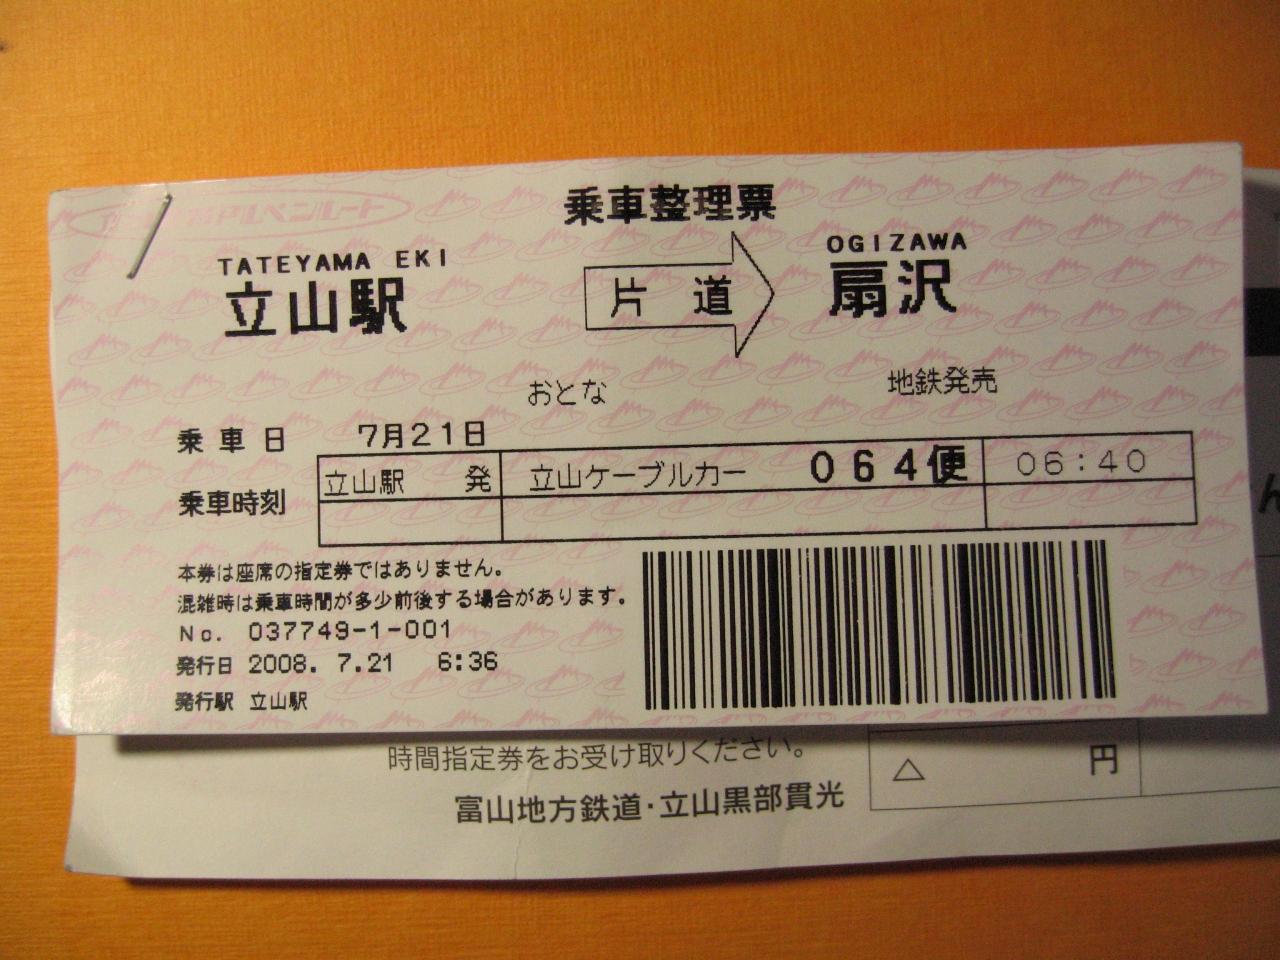 乗車整理票
TATEYAMA EKI
立山駅
片 道
OGIZAWA
扇沢
おとな
地鉄発売
乗車日 7月21日
乗車時刻
立山駅 発 立山ケーブルカー 064便 06:40
本券は座席の指定券ではありません。
混雑時は乗車時間が多少前後する場合があります。
No. 037749-1-001
発行日 2008. 7.21 6:36
発行駅 立山駅
時間指定券をお受け取りください。
△ 円
富山地方鉄道・立山黒部貫光